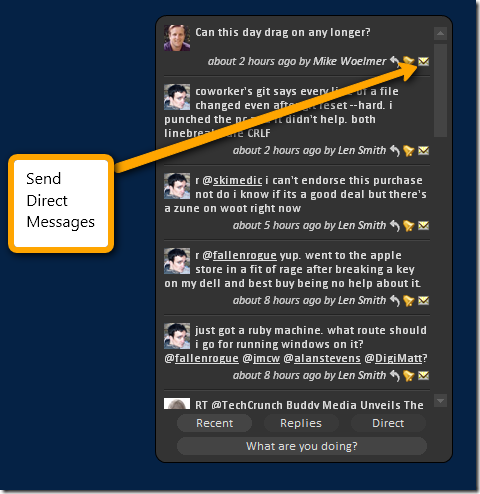 Can this day drag on any longer?
about 2 hours ago by Mike Woelmer
coworker's git says every of a file
changed even after git reset --hard. i
punched the it didn't help. both
linebreaks are CRLF
about 2 hours ago by Len Smith
Send
Direct
Messages
r @skimedic i can't endorse this purchase
not do i know if its a good deal but there's
a zune on woot right now
about 5 hours ago by Len Smith
r @fallenrogue yup. went to the apple
store in a fit of rage after breaking a key
on my dell and best buy being no help about it.
about 8 hours ago by Len Smith
just got a ruby machine. what route should
i go for running windows on it?
@fallenrogue @jmcw @alanstevens @DigiMatt?
about 8 hours ago by Len Smith
RT @TechCrunch Buddy Media Unveils The
Recent Replies Direct
What are you doing?